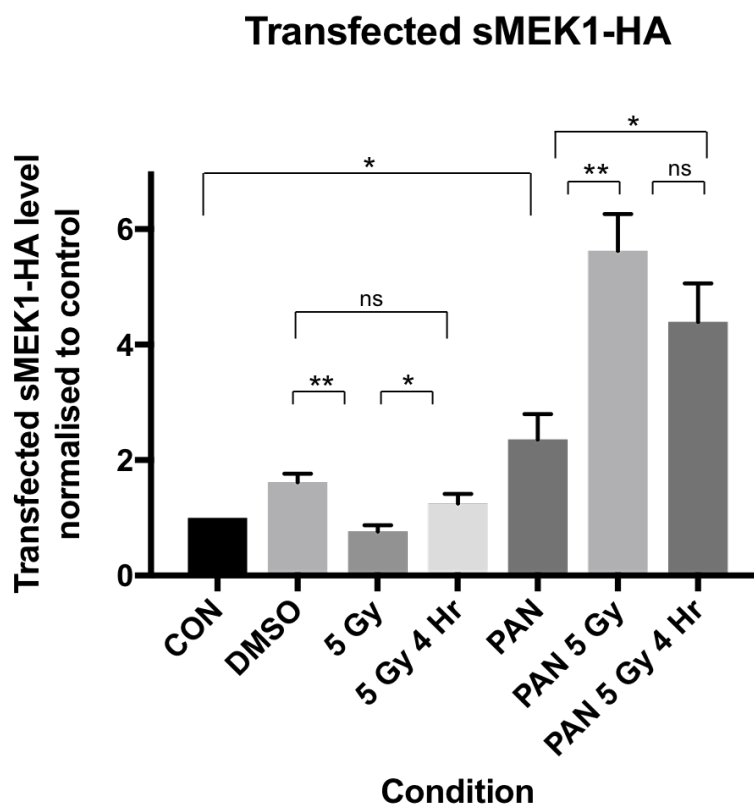 Transfected sMEK1-HA
Transfected sMEK1-HA level
normalised to control
6
4
2
0
*
*
**
ns
ns
**
*
CON
DMSO
5 Gy
5 Gy 4 Hr
PAN
PAN 5 Gy
PAN 5 Gy 4 Hr
Condition